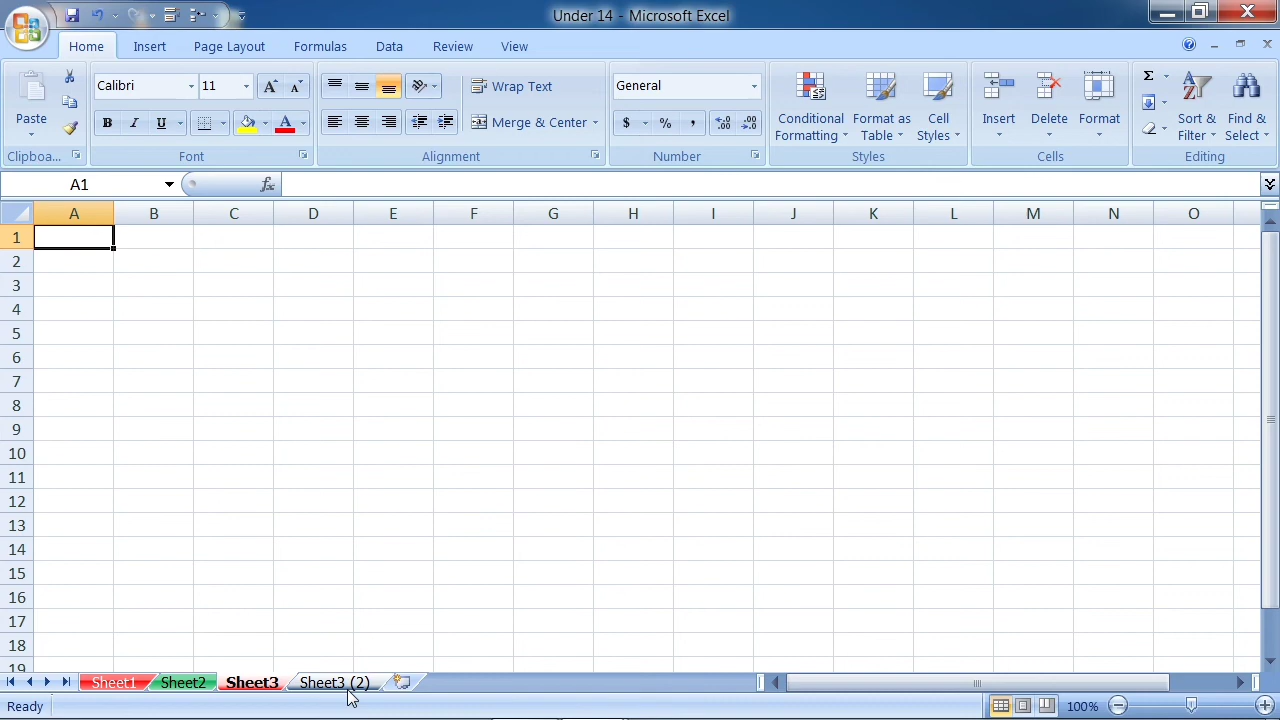 Under 14 - Microsoft Excel
Home Insert Page Layout Formulas Data Review View
Calibri 11 Wrap Text General
Paste Conditional Formatting Format as Table Cell Styles Insert Delete Format Sort & Filter Find & Select
B I U A Merge & Center $ % ,
Clipboa... Font Alignment Number Styles Cells Editing
A1 fx
A B C D E F G H I J K L M N O
1
2
3
4
5
6
7
8
9
10
11
12
13
14
15
16
17
18
19
Sheet1 Sheet2 Sheet3 Sheet3 (2)
Ready 100%